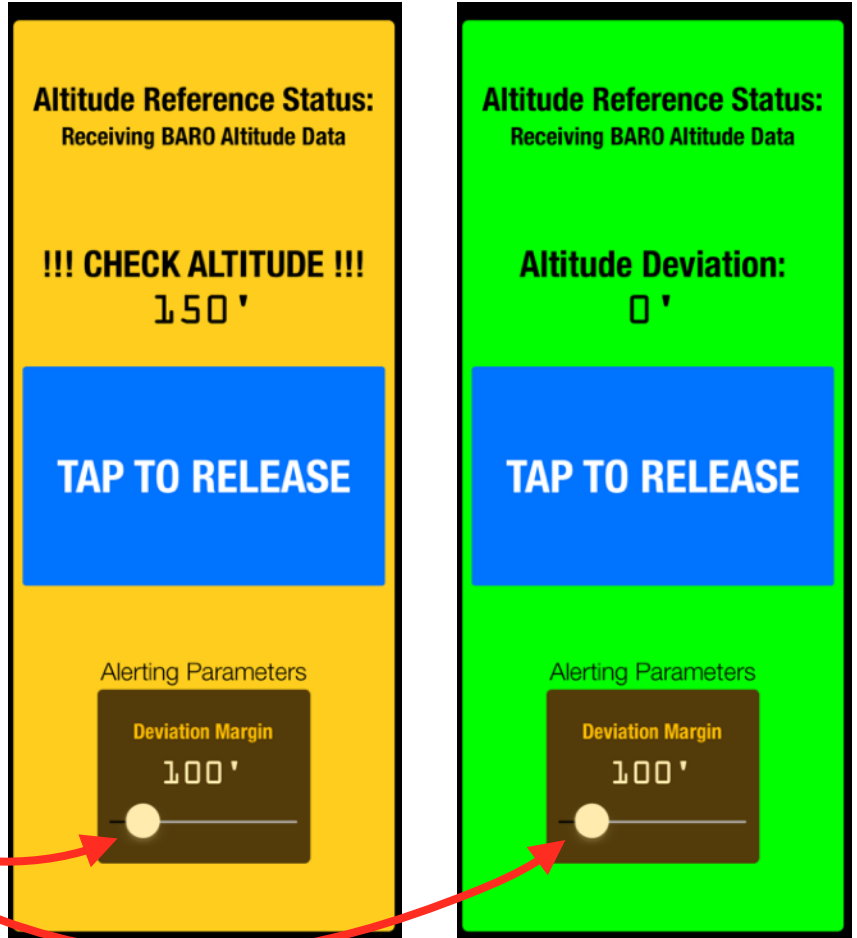 Altitude Reference Status:
Receiving BARO Altitude Data
!!! CHECK ALTITUDE !!!
150'
TAP TO RELEASE
Alerting Parameters
Deviation Margin
100'
Altitude Reference Status:
Receiving BARO Altitude Data
Altitude Deviation:
0'
TAP TO RELEASE
Alerting Parameters
Deviation Margin
100'